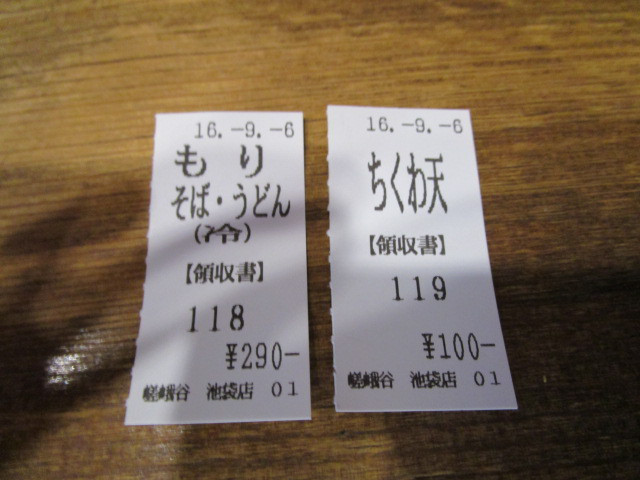 16.-9.-6
もり
そば・うどん
(冷)
【領収書】
118
¥290-
嵯峨谷 池袋店 01
16.-9.-6
ちくわ天
【領収書】
119
¥100-
嵯峨谷 池袋店 01